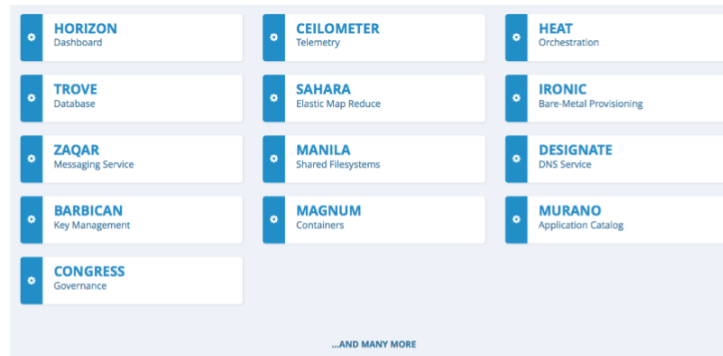 HORIZON
Dashboard
CEILOMETER
Telemetry
HEAT
Orchestration
TROVE
Database
SAHARA
Elastic Map Reduce
IRONIC
Bare-Metal Provisioning
ZAQAR
Messaging Service
MANILA
Shared Filesystems
DESIGNATE
DNS Service
BARBICAN
Key Management
MAGNUM
Containers
MURANO
Application Catalog
CONGRESS
Governance
...AND MANY MORE